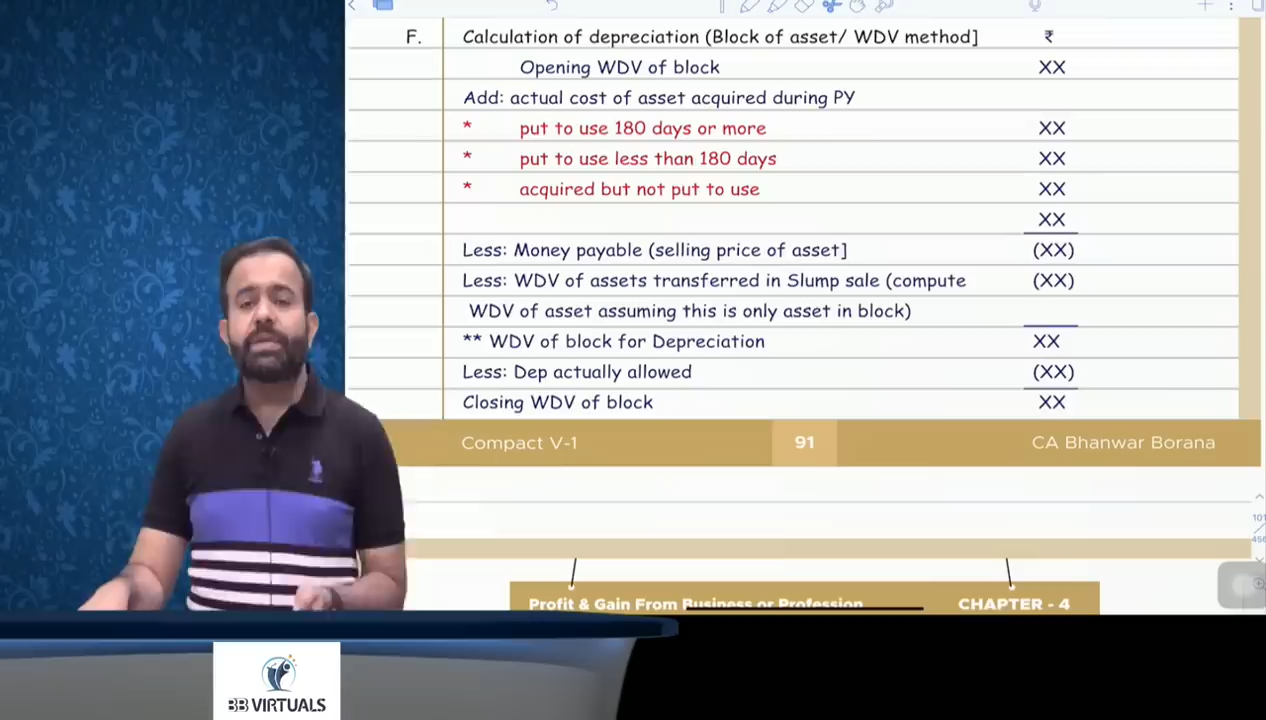 F. Calculation of depreciation (Block of asset/ WDV method] ₹
Opening WDV of block XX
Add: actual cost of asset acquired during PY
* put to use 180 days or more XX
* put to use less than 180 days XX
* acquired but not put to use XX
XX
Less: Money payable (selling price of asset] (XX)
Less: WDV of assets transferred in Slump sale (compute (XX)
WDV of asset assuming this is only asset in block)
** WDV of block for Depreciation XX
Less: Dep actually allowed (XX)
Closing WDV of block XX
Compact V-1 91 CA Bhanwar Borana
101
456
Profit & Gain From Business or Profession CHAPTER - 4
BB VIRTUALS